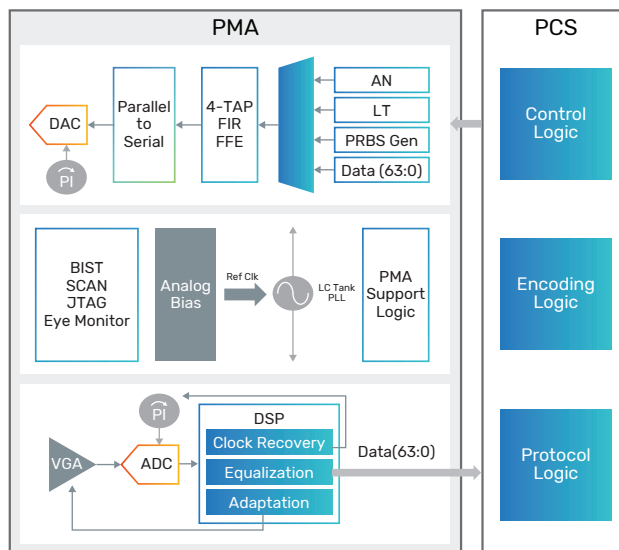 PMA
PCS
DAC
PI
Parallel
to
Serial
4-TAP
FIR
FFE
AN
LT
PRBS Gen
Data (63:0)
Control
Logic
BIST
SCAN
JTAG
Eye Monitor
Analog
Bias
Ref Clk
LC Tank
PLL
PMA
Support
Logic
Encoding
Logic
PI
VGA
ADC
DSP
Clock Recovery
Equalization
Adaptation
Data(63:0)
Protocol
Logic